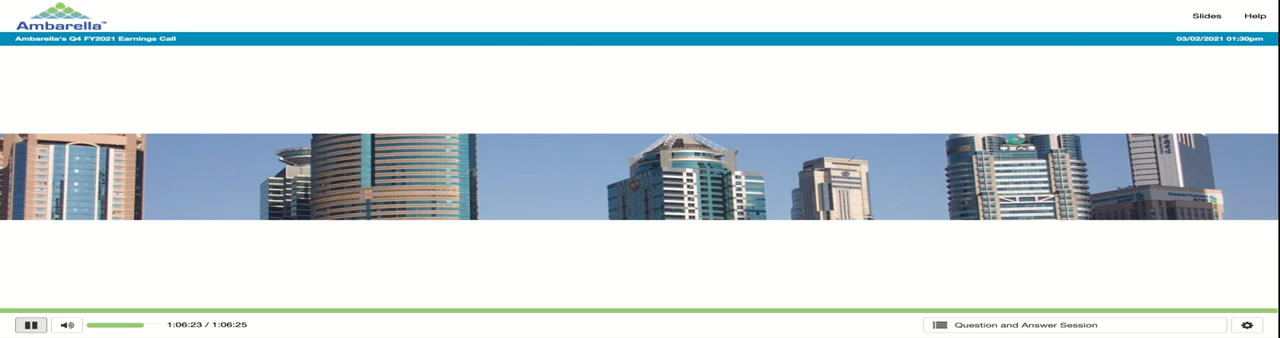 Ambarella™
Slides Help
Ambarella's Q4 FY2021 Earnings Call
03/02/2021 01:30pm
1:06:23 / 1:06:25
Question and Answer Session